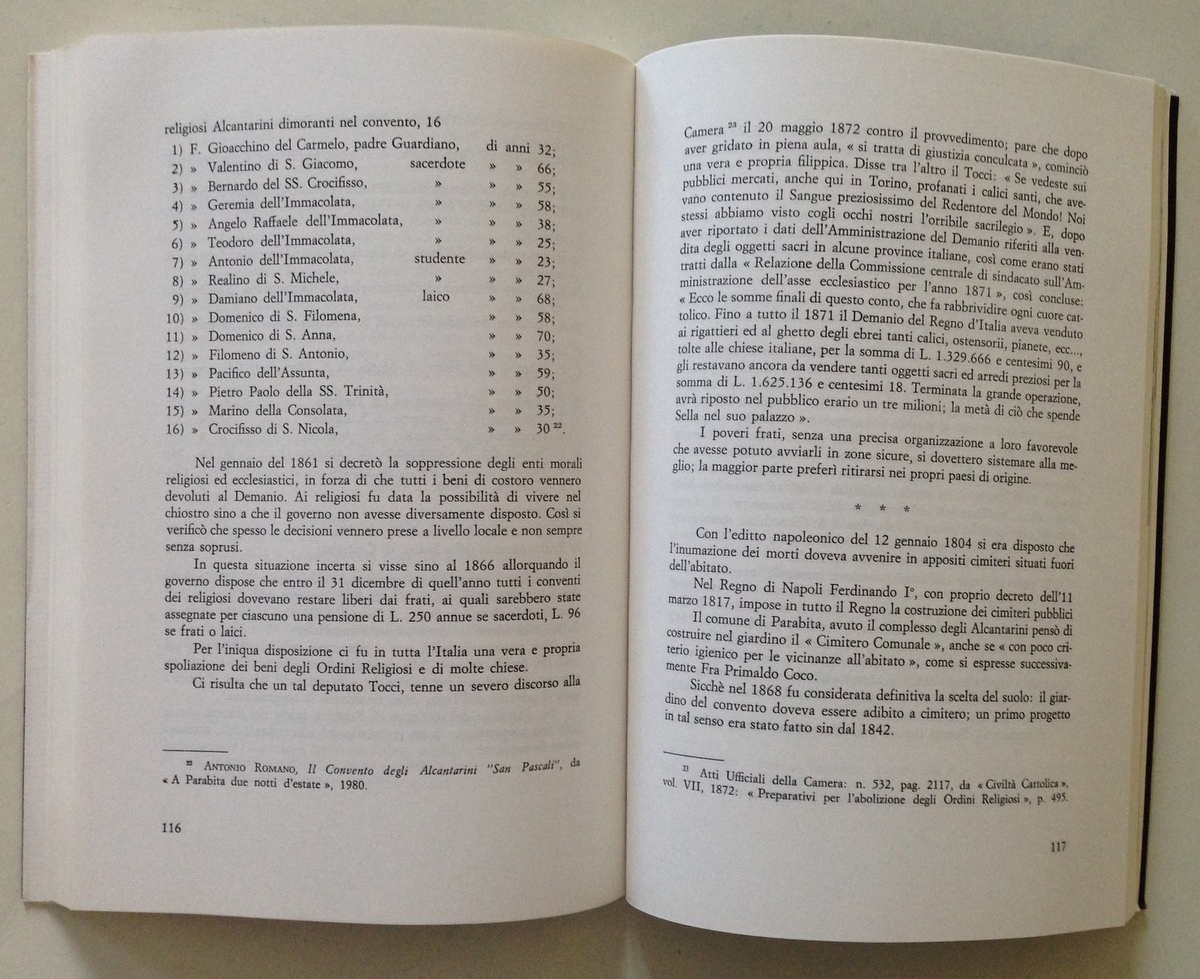 religiosi Alcantarini dimoranti nel convento, 16
1) F. Gioacchino del Carmelo, padre Guardiano, di anni 32;
2) » Valentino di S. Giacomo, sacerdote » » 66;
3) » Bernardo del SS. Crocifisso, » » » 55;
4) » Geremia dell'Immacolata, » » » 58;
5) » Angelo Raffaele dell'Immacolata, » » » 38;
6) » Teodoro dell'Immacolata, » » » 25;
7) » Antonio dell'Immacolata, studente » » 23;
8) » Realino di S. Michele, » » » 27;
9) » Damiano dell'Immacolata, laico » » 68;
10) » Domenico di S. Filomena, » » 58;
11) » Domenico di S. Anna, » » 70;
12) » Filomeno di S. Antonio, » » 35;
13) » Pacifico dell'Assunta, » » 59;
14) » Pietro Paolo della SS. Trinità, » » 50;
15) » Marino della Consolata, » » 35;
16) » Crocifisso di S. Nicola, » » 30 ²².
Nel gennaio del 1861 si decretò la soppressione degli enti morali
religiosi ed ecclesiastici, in forza di che tutti i beni di costoro vennero
devoluti al Demanio. Ai religiosi fu data la possibilità di vivere nel
chiostro sino a che il governo non avesse diversamente disposto. Così si
verificò che spesso le decisioni vennero prese a livello locale e non sempre
senza soprusi.
In questa situazione incerta si visse sino al 1866 allorquando il
governo dispose che entro il 31 dicembre di quell'anno tutti i conventi
dei religiosi dovevano restare liberi dai frati, ai quali sarebbero state
assegnate per ciascuno una pensione di L. 250 annue se sacerdoti, L. 96
se frati o laici.
Per l'iniqua disposizione ci fu in tutta l'Italia una vera e propria
spoliazione dei beni degli Ordini Religiosi e di molte chiese.
Ci risulta che un tal deputato Tocci, tenne un severo discorso alla
²² ANTONIO ROMANO, Il Convento degli Alcantarini "San Pascali", da
« A Parabita due notti d'estate », 1980.
116
Camera ²³ il 20 maggio 1872 contro il provvedimento; pare che dopo
aver gridato in piena aula, « si tratta di giustizia conculcata », cominciò
una vera e propria filippica. Disse tra l'altro il Tocci: « Se vedeste sui
pubblici mercati, anche qui in Torino, profanati i calici santi, che ave-
vano contenuto il Sangue preziosissimo del Redentore del Mondo! Noi
stessi abbiamo visto cogli occhi nostri l'orribile sacrilegio ». E, dopo
aver riportato i dati dell'Amministrazione del Demanio riferiti alla ven-
dita degli oggetti sacri in alcune province italiane, così come erano stati
tratti dalla « Relazione della Commissione centrale di sindacato sull'Am-
ministrazione dell'asse ecclesiastico per l'anno 1871 », così concluse:
« Ecco le somme finali di questo conto, che fa rabbrividire ogni cuore cat-
tolico. Fino a tutto il 1871 il Demanio del Regno d'Italia aveva venduto
ai rigattieri ed al ghetto degli ebrei tanti calici, ostensorii, pianete, ecc...,
tolte alle chiese italiane, per la somma di L. 1.329.666 e centesimi 90, e
gli restavano ancora da vendere tanti oggetti sacri ed arredi preziosi per la
somma di L. 1.625.136 e centesimi 18. Terminata la grande operazione,
avrà riposto nel pubblico erario un tre milioni; la metà di ciò che spende
Sella nel suo palazzo ».
I poveri frati, senza una precisa organizzazione a loro favorevole
che avesse potuto avviarli in zone sicure, si dovettero sistemare alla me-
glio; la maggior parte preferì ritirarsi nei propri paesi di origine.
* * *
Con l'editto napoleonico del 12 gennaio 1804 si era disposto che
l'inumazione dei morti doveva avvenire in appositi cimiteri situati fuori
dell'abitato.
Nel Regno di Napoli Ferdinando I°, con proprio decreto dell'11
marzo 1817, impose in tutto il Regno la costruzione dei cimiteri pubblici
Il comune di Parabita, avuto il complesso degli Alcantarini pensò di
costruire nel giardino il « Cimitero Comunale », anche se « con poco cri-
terio igienico per le vicinanze all'abitato », come si espresse successiva-
mente Fra Primaldo Coco.
Sicchè nel 1868 fu considerata definitiva la scelta del suolo: il giar-
dino del convento doveva essere adibito a cimitero; un primo progetto
in tal senso era stato fatto sin dal 1842.
²³ Atti Ufficiali della Camera: n. 532, pag. 2117, da « Civiltà Cattolica »,
vol. VII, 1872: « Preparativi per l'abolizione degli Ordini Religiosi », p. 495.
117